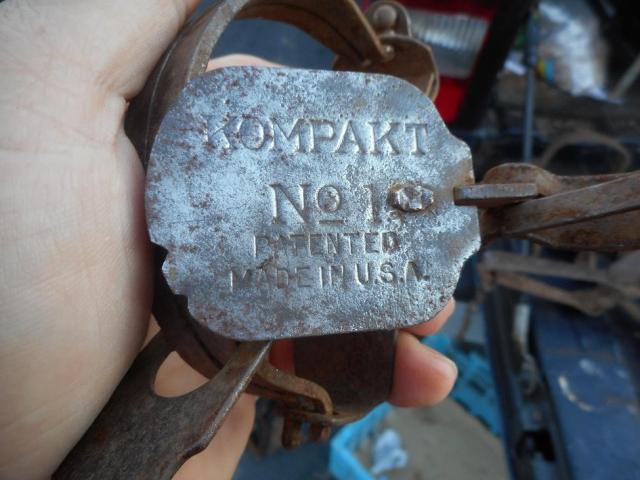 KOMPAKT
No 1
PATENTED
MADE IN U.S.A.